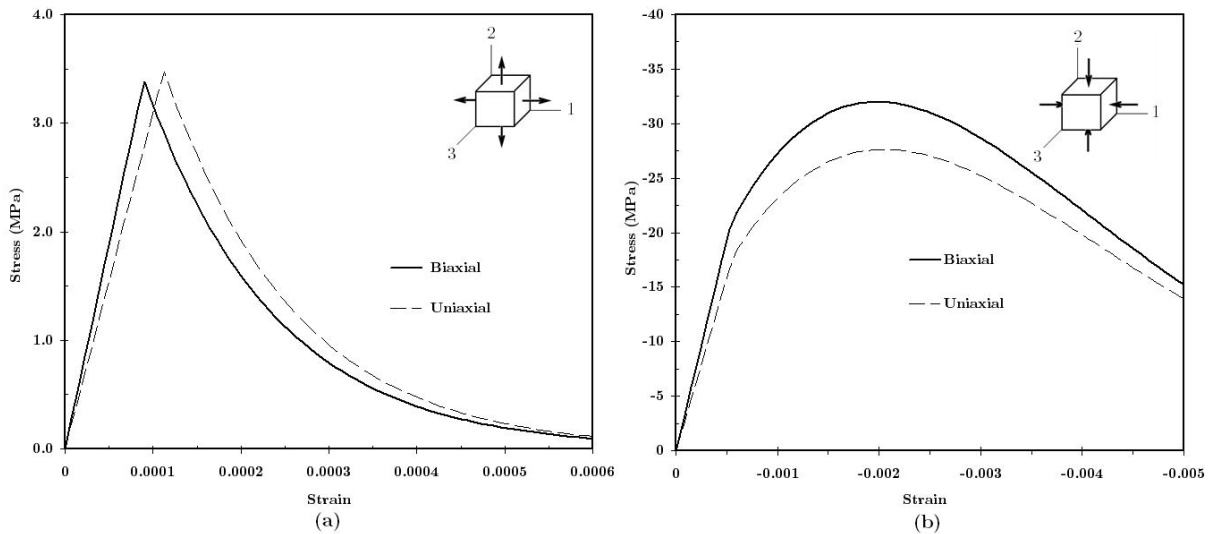 4.0
3.0
2.0
1.0
0.0
Stress (MPa)
0 0.0001 0.0002 0.0003 0.0004 0.0005 0.0006
Strain
(a)
2
1
3
Biaxial
Uniaxial
-40
-35
-30
-25
-20
-15
-10
-5
0
Stress (MPa)
0 -0.001 -0.002 -0.003 -0.004 -0.005
Strain
(b)
2
1
3
Biaxial
Uniaxial